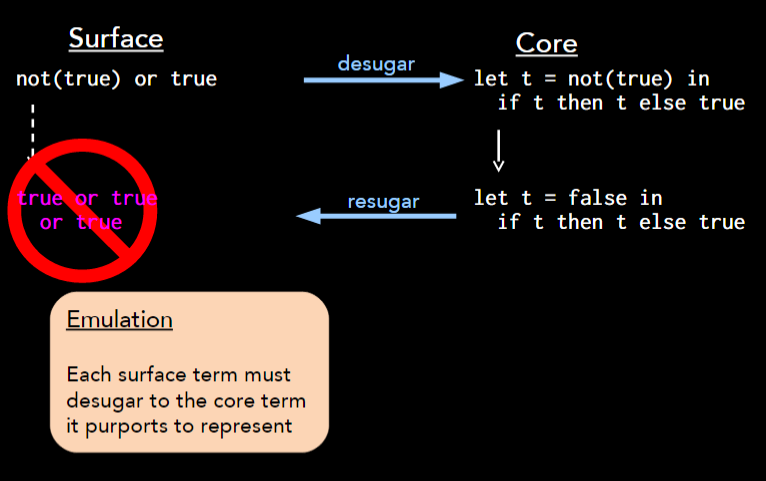 Surface
Core
not(true) or true
desugar
let t = not(true) in
if t then t else true
true or true
or true
resugar
let t = false in
if t then t else true
Emulation
Each surface term must
desugar to the core term
it purports to represent